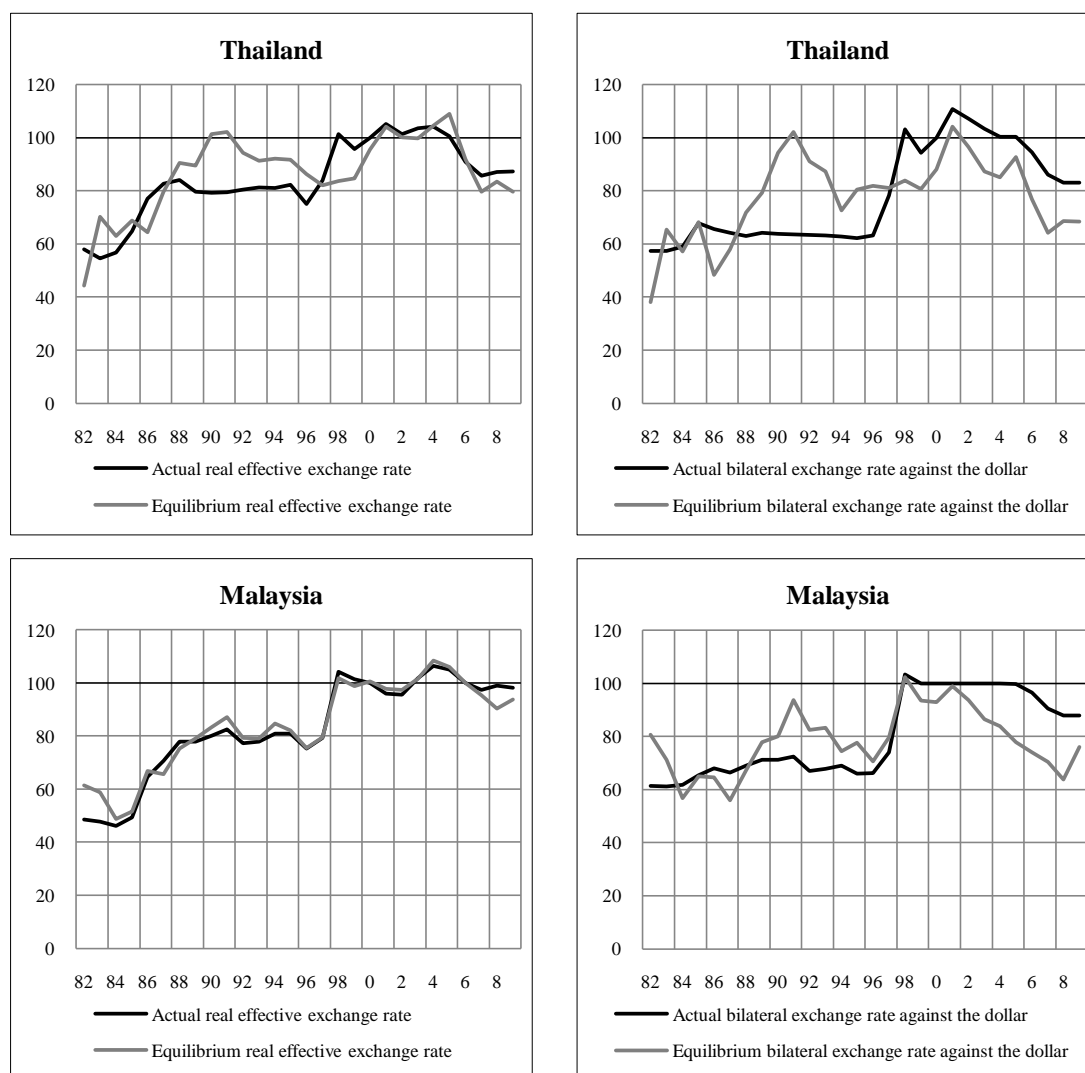 Thailand
120
100
80
60
40
20
0
82 84 86 88 90 92 94 96 98 0 2 4 6 8
Actual real effective exchange rate
Equilibrium real effective exchange rate
Thailand
120
100
80
60
40
20
0
82 84 86 88 90 92 94 96 98 0 2 4 6 8
Actual bilateral exchange rate against the dollar
Equilibrium bilateral exchange rate against the dollar
Malaysia
120
100
80
60
40
20
0
82 84 86 88 90 92 94 96 98 0 2 4 6 8
Actual real effective exchange rate
Equilibrium real effective exchange rate
Malaysia
120
100
80
60
40
20
0
82 84 86 88 90 92 94 96 98 0 2 4 6 8
Actual bilateral exchange rate against the dollar
Equilibrium bilateral exchange rate against the dollar